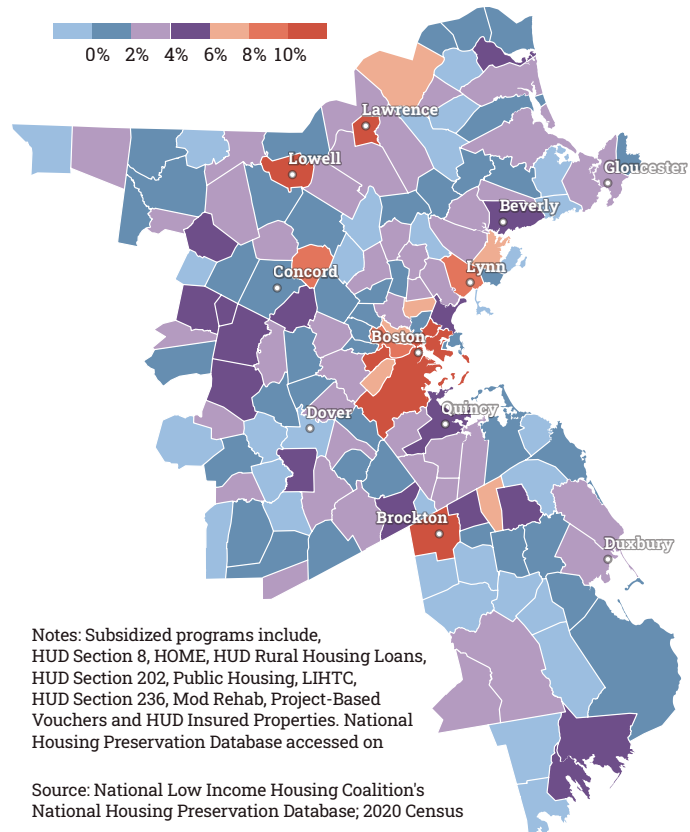 0% 2% 4% 6% 8% 10%
Lawrence
Lowell
Gloucester
Beverly
Concord
Lynn
Boston
Dover
Quincy
Brockton
Duxbury
Notes: Subsidized programs include,
HUD Section 8, HOME, HUD Rural Housing Loans,
HUD Section 202, Public Housing, LIHTC,
HUD Section 236, Mod Rehab, Project-Based
Vouchers and HUD Insured Properties. National
Housing Preservation Database accessed on
Source: National Low Income Housing Coalition's
National Housing Preservation Database; 2020 Census